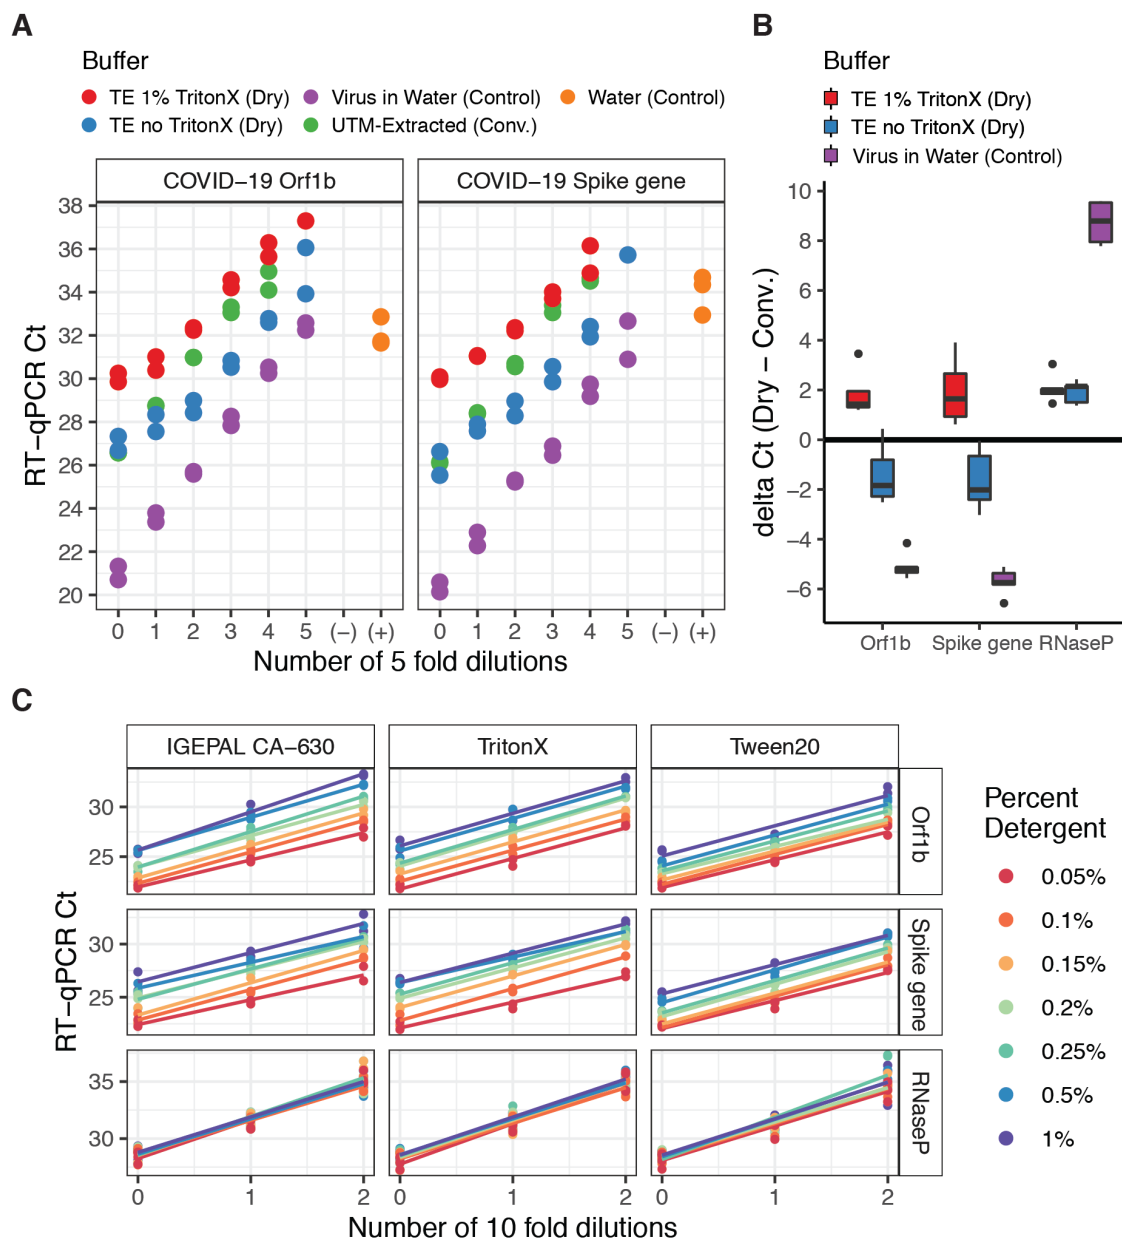 A
Buffer
TE 1% TritonX (Dry)
Virus in Water (Control)
Water (Control)
TE no TritonX (Dry)
UTM-Extracted (Conv.)
COVID-19 Orf1b
COVID-19 Spike gene
RT-qPCR Ct
38
36
34
32
30
28
26
24
22
20
0 1 2 3 4 5 (-) (+)
0 1 2 3 4 5 (-) (+)
Number of 5 fold dilutions
B
Buffer
TE 1% TritonX (Dry)
TE no TritonX (Dry)
Virus in Water (Control)
delta Ct (Dry - Conv.)
10
8
6
4
2
0
-2
-4
-6
Orf1b Spike gene RNaseP
C
IGEPAL CA-630
TritonX
Tween20
RT-qPCR Ct
30
25
Orf1b
30
25
Spike gene
35
30
RNaseP
0 1 2
0 1 2
0 1 2
Number of 10 fold dilutions
Percent
Detergent
0.05%
0.1%
0.15%
0.2%
0.25%
0.5%
1%